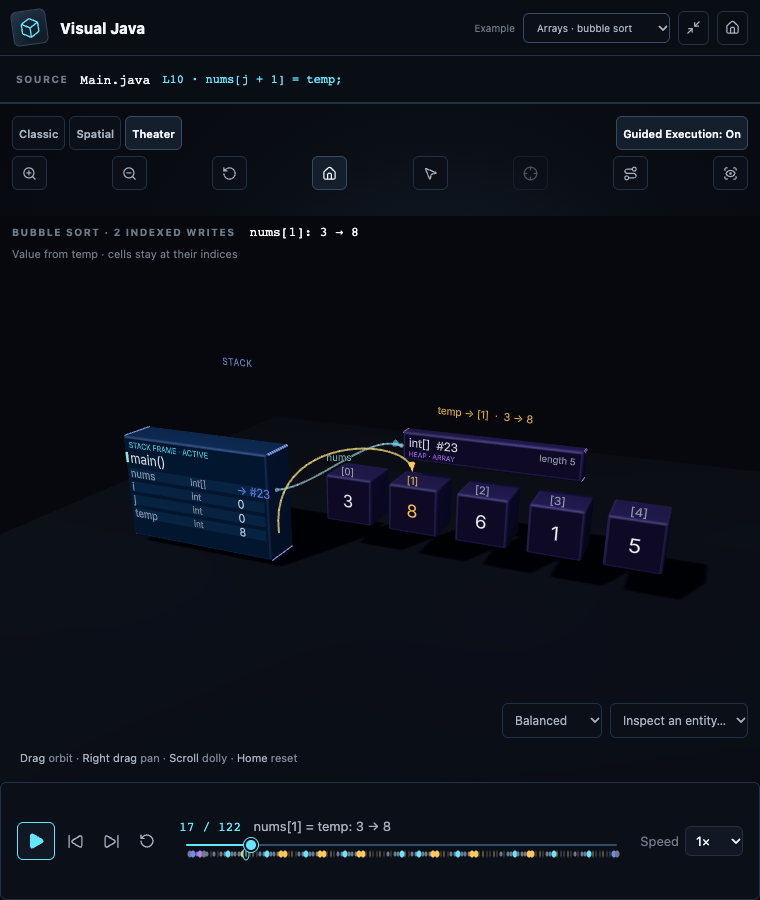 Visual Java
Example
Arrays · bubble sort
SOURCE Main.java L10 · nums[j + 1] = temp;
Classic Spatial Theater Guided Execution: On
BUBBLE SORT · 2 INDEXED WRITES nums[1]: 3 → 8
Value from temp · cells stay at their indices
STACK
temp → [1] · 3 → 8
STACK FRAME · ACTIVE
main()
nums int[] → #23
i int 0
j int 0
temp int 8
nums
int[] #23
HEAP · ARRAY
length 5
[0] [1] [2] [3] [4]
3 8 6 1 5
Balanced Inspect an entity...
Drag orbit · Right drag pan · Scroll dolly · Home reset
17 / 122 nums[1] = temp: 3 → 8
Speed 1×